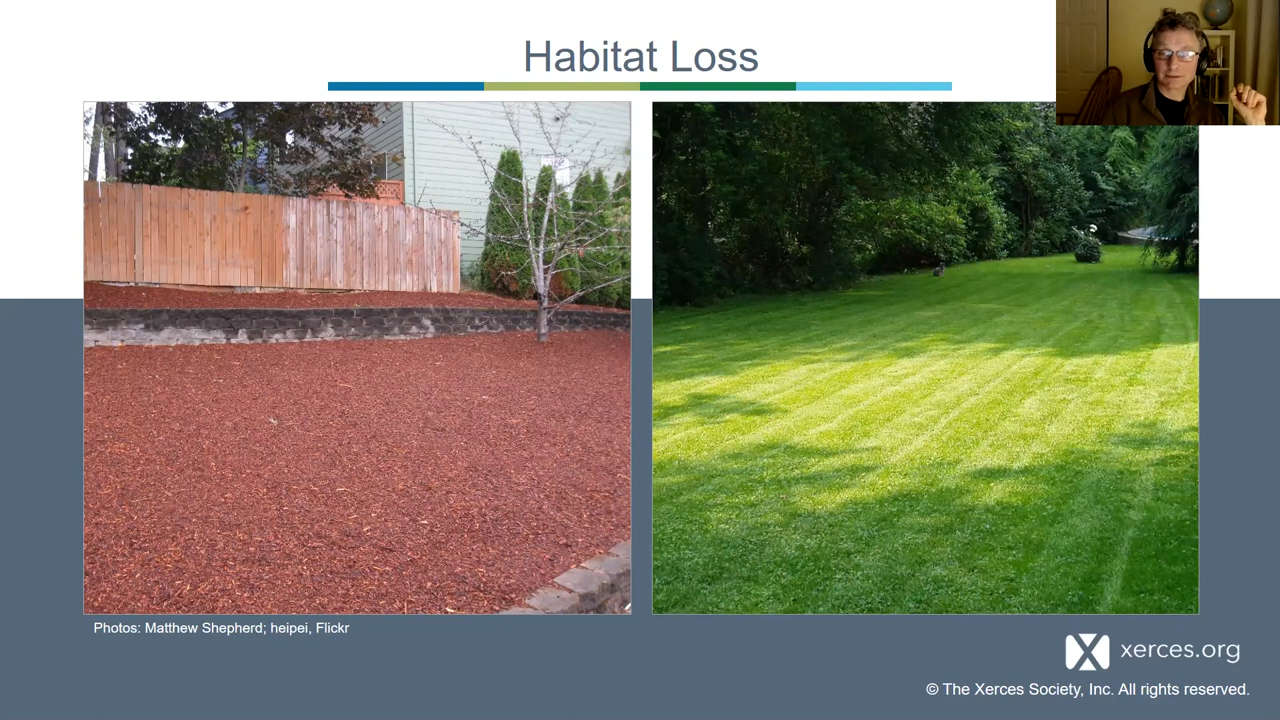 Habitat Loss
Photos: Matthew Shepherd; heipei, Flickr
xerces.org
© The Xerces Society, Inc. All rights reserved.